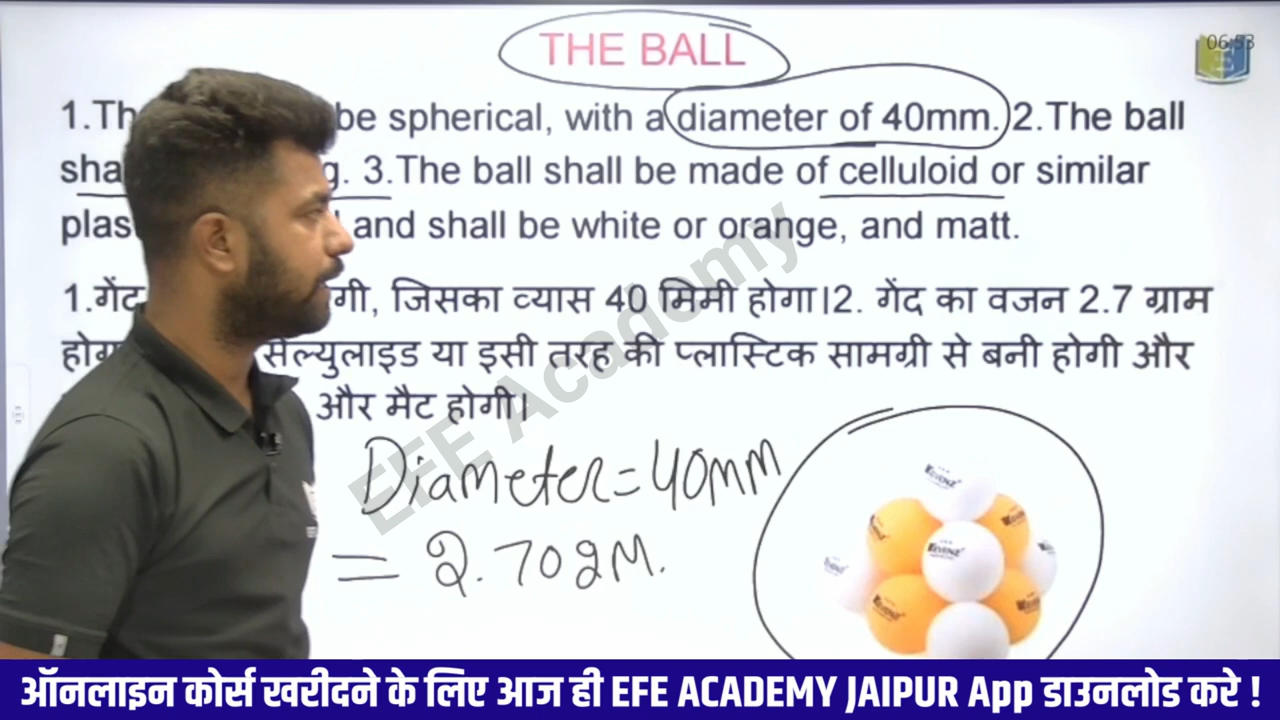 THE BALL
06:53
1.Th be spherical, with a diameter of 40mm. 2.The ball
sha g. 3.The ball shall be made of celluloid or similar
plas and shall be white or orange, and matt.
1.गेंद गी, जिसका व्यास 40 मिमी होगा।2. गेंद का वजन 2.7 ग्राम
होग सेल्युलाइड या इसी तरह की प्लास्टिक सामग्री से बनी होगी और
और मैट होगी।
EFE Academy
Diameter = 40mm
= 2.70gm.
ऑनलाइन कोर्स खरीदने के लिए आज ही EFE ACADEMY JAIPUR App डाउनलोड करे !